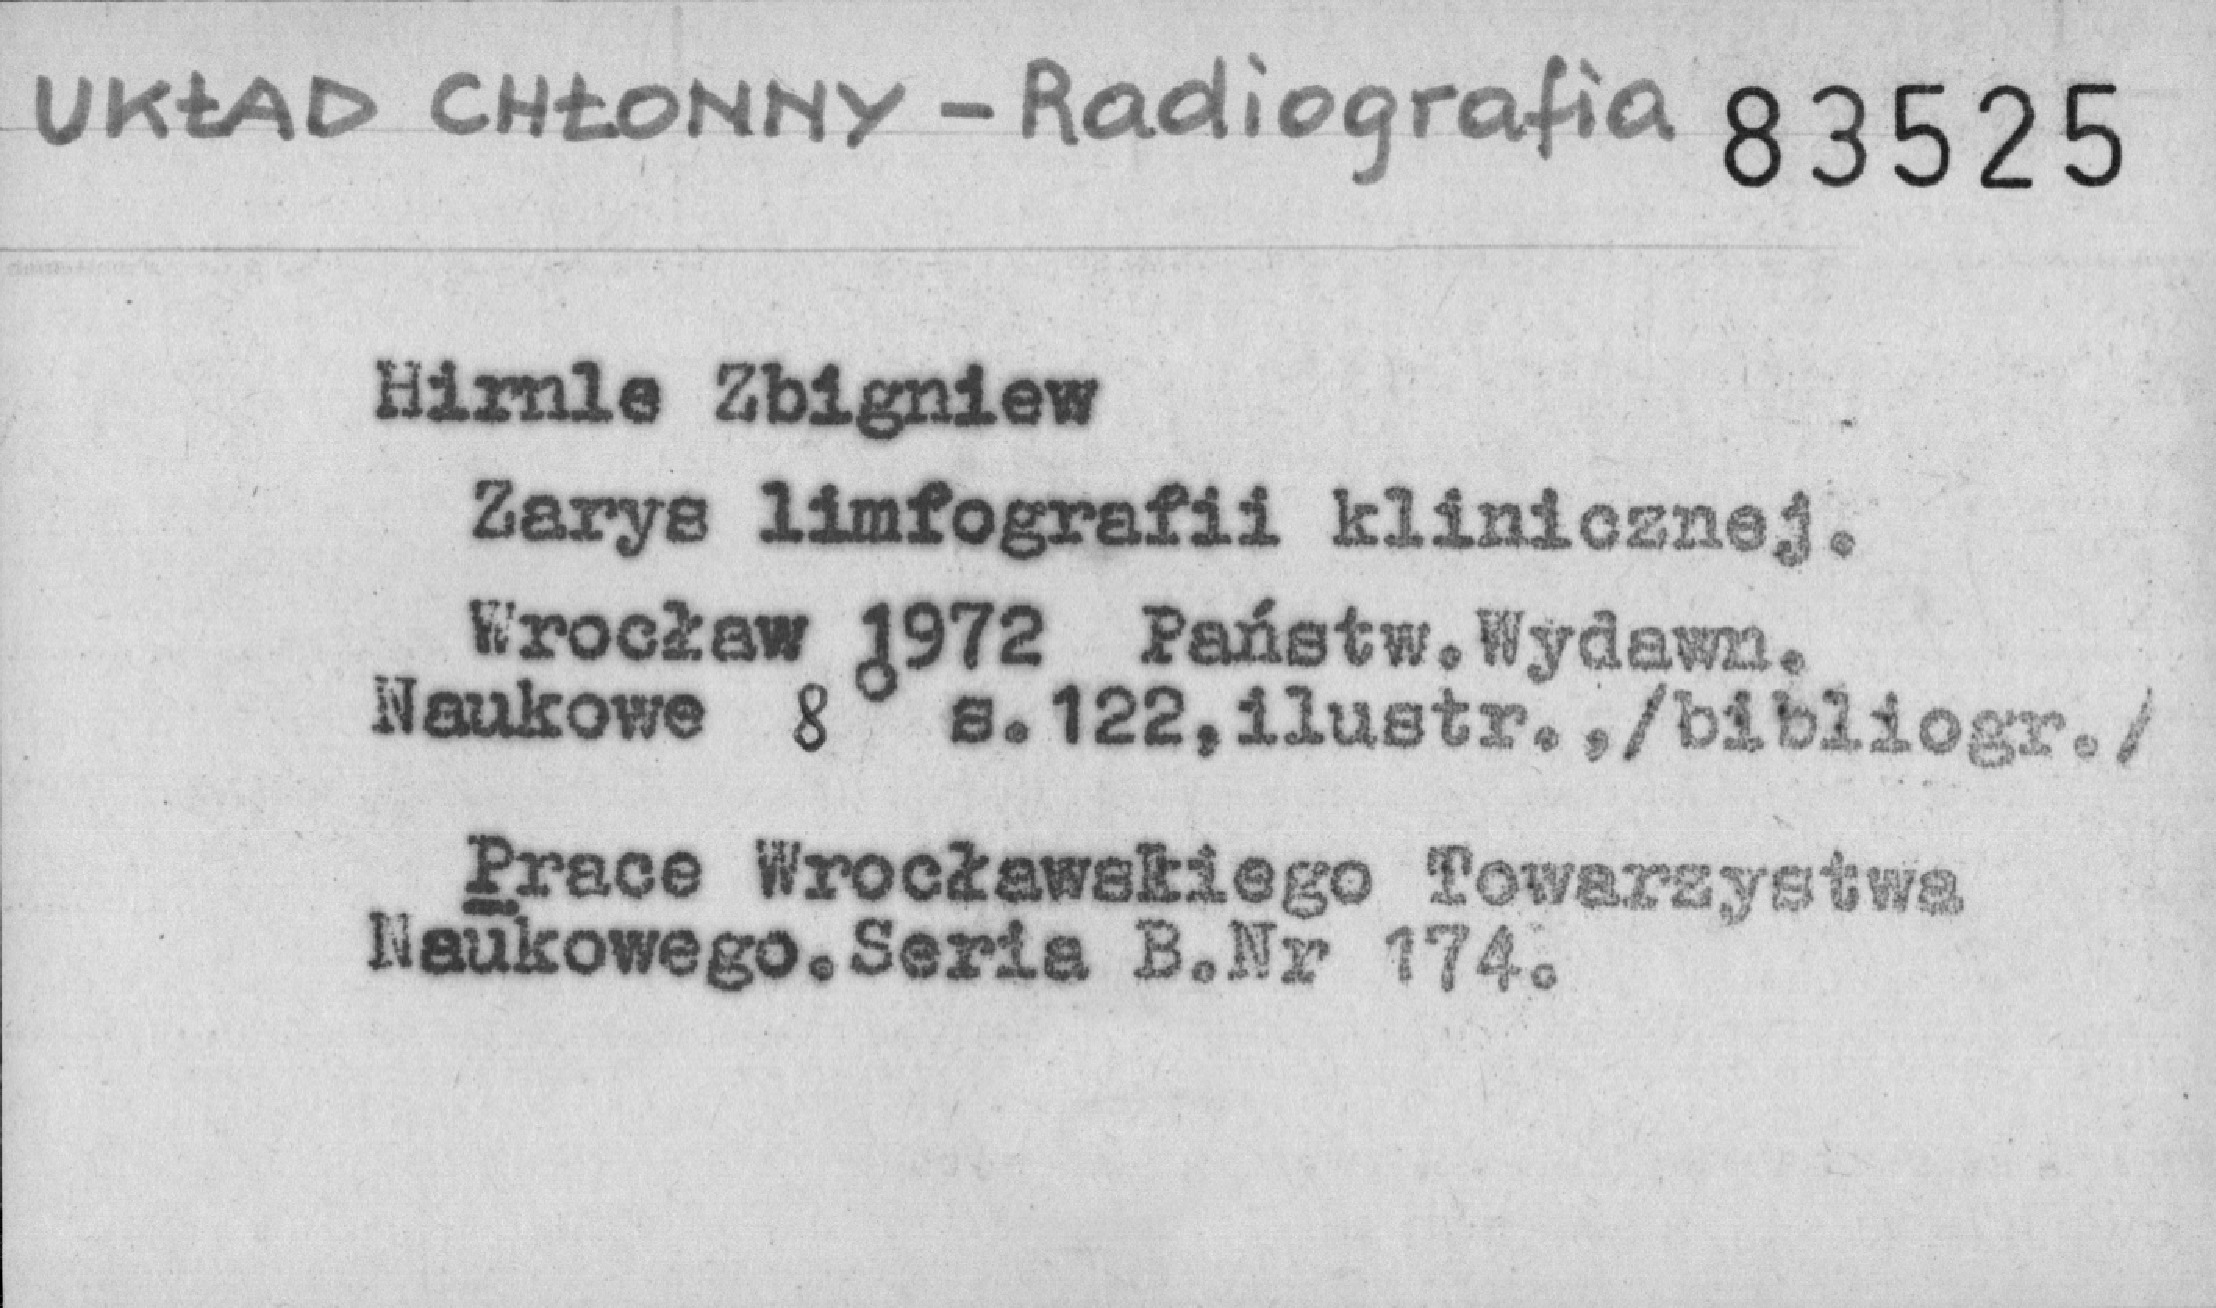 UKŁAD CHŁONNY - Radiografia 83525
Hirnle Zbigniew
Zarys limfografii klinicznej.
Wrocław 1972 Państw.Wydawn.
Naukowe 8° s.122,ilustr.,/bibliogr./
Prace Wrocławskiego Towarzystwa
Naukowego.Seria B.Nr 174.